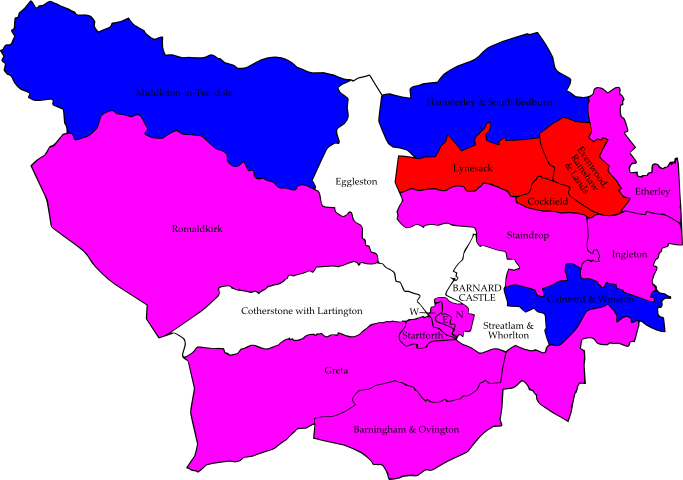 Middleton-in-Teesdale
Hamsterley & South Bedburn
Evenwood,
Ramshaw
& Lands
Lynesack
Eggleston
Etherley
Cockfield
Romaldkirk
Staindrop
Ingleton
BARNARD
CASTLE
Gainford & Winston
Cotherstone with Lartington
W
E
N
Streatlam &
Whorlton
Startforth
Greta
Barningham & Ovington